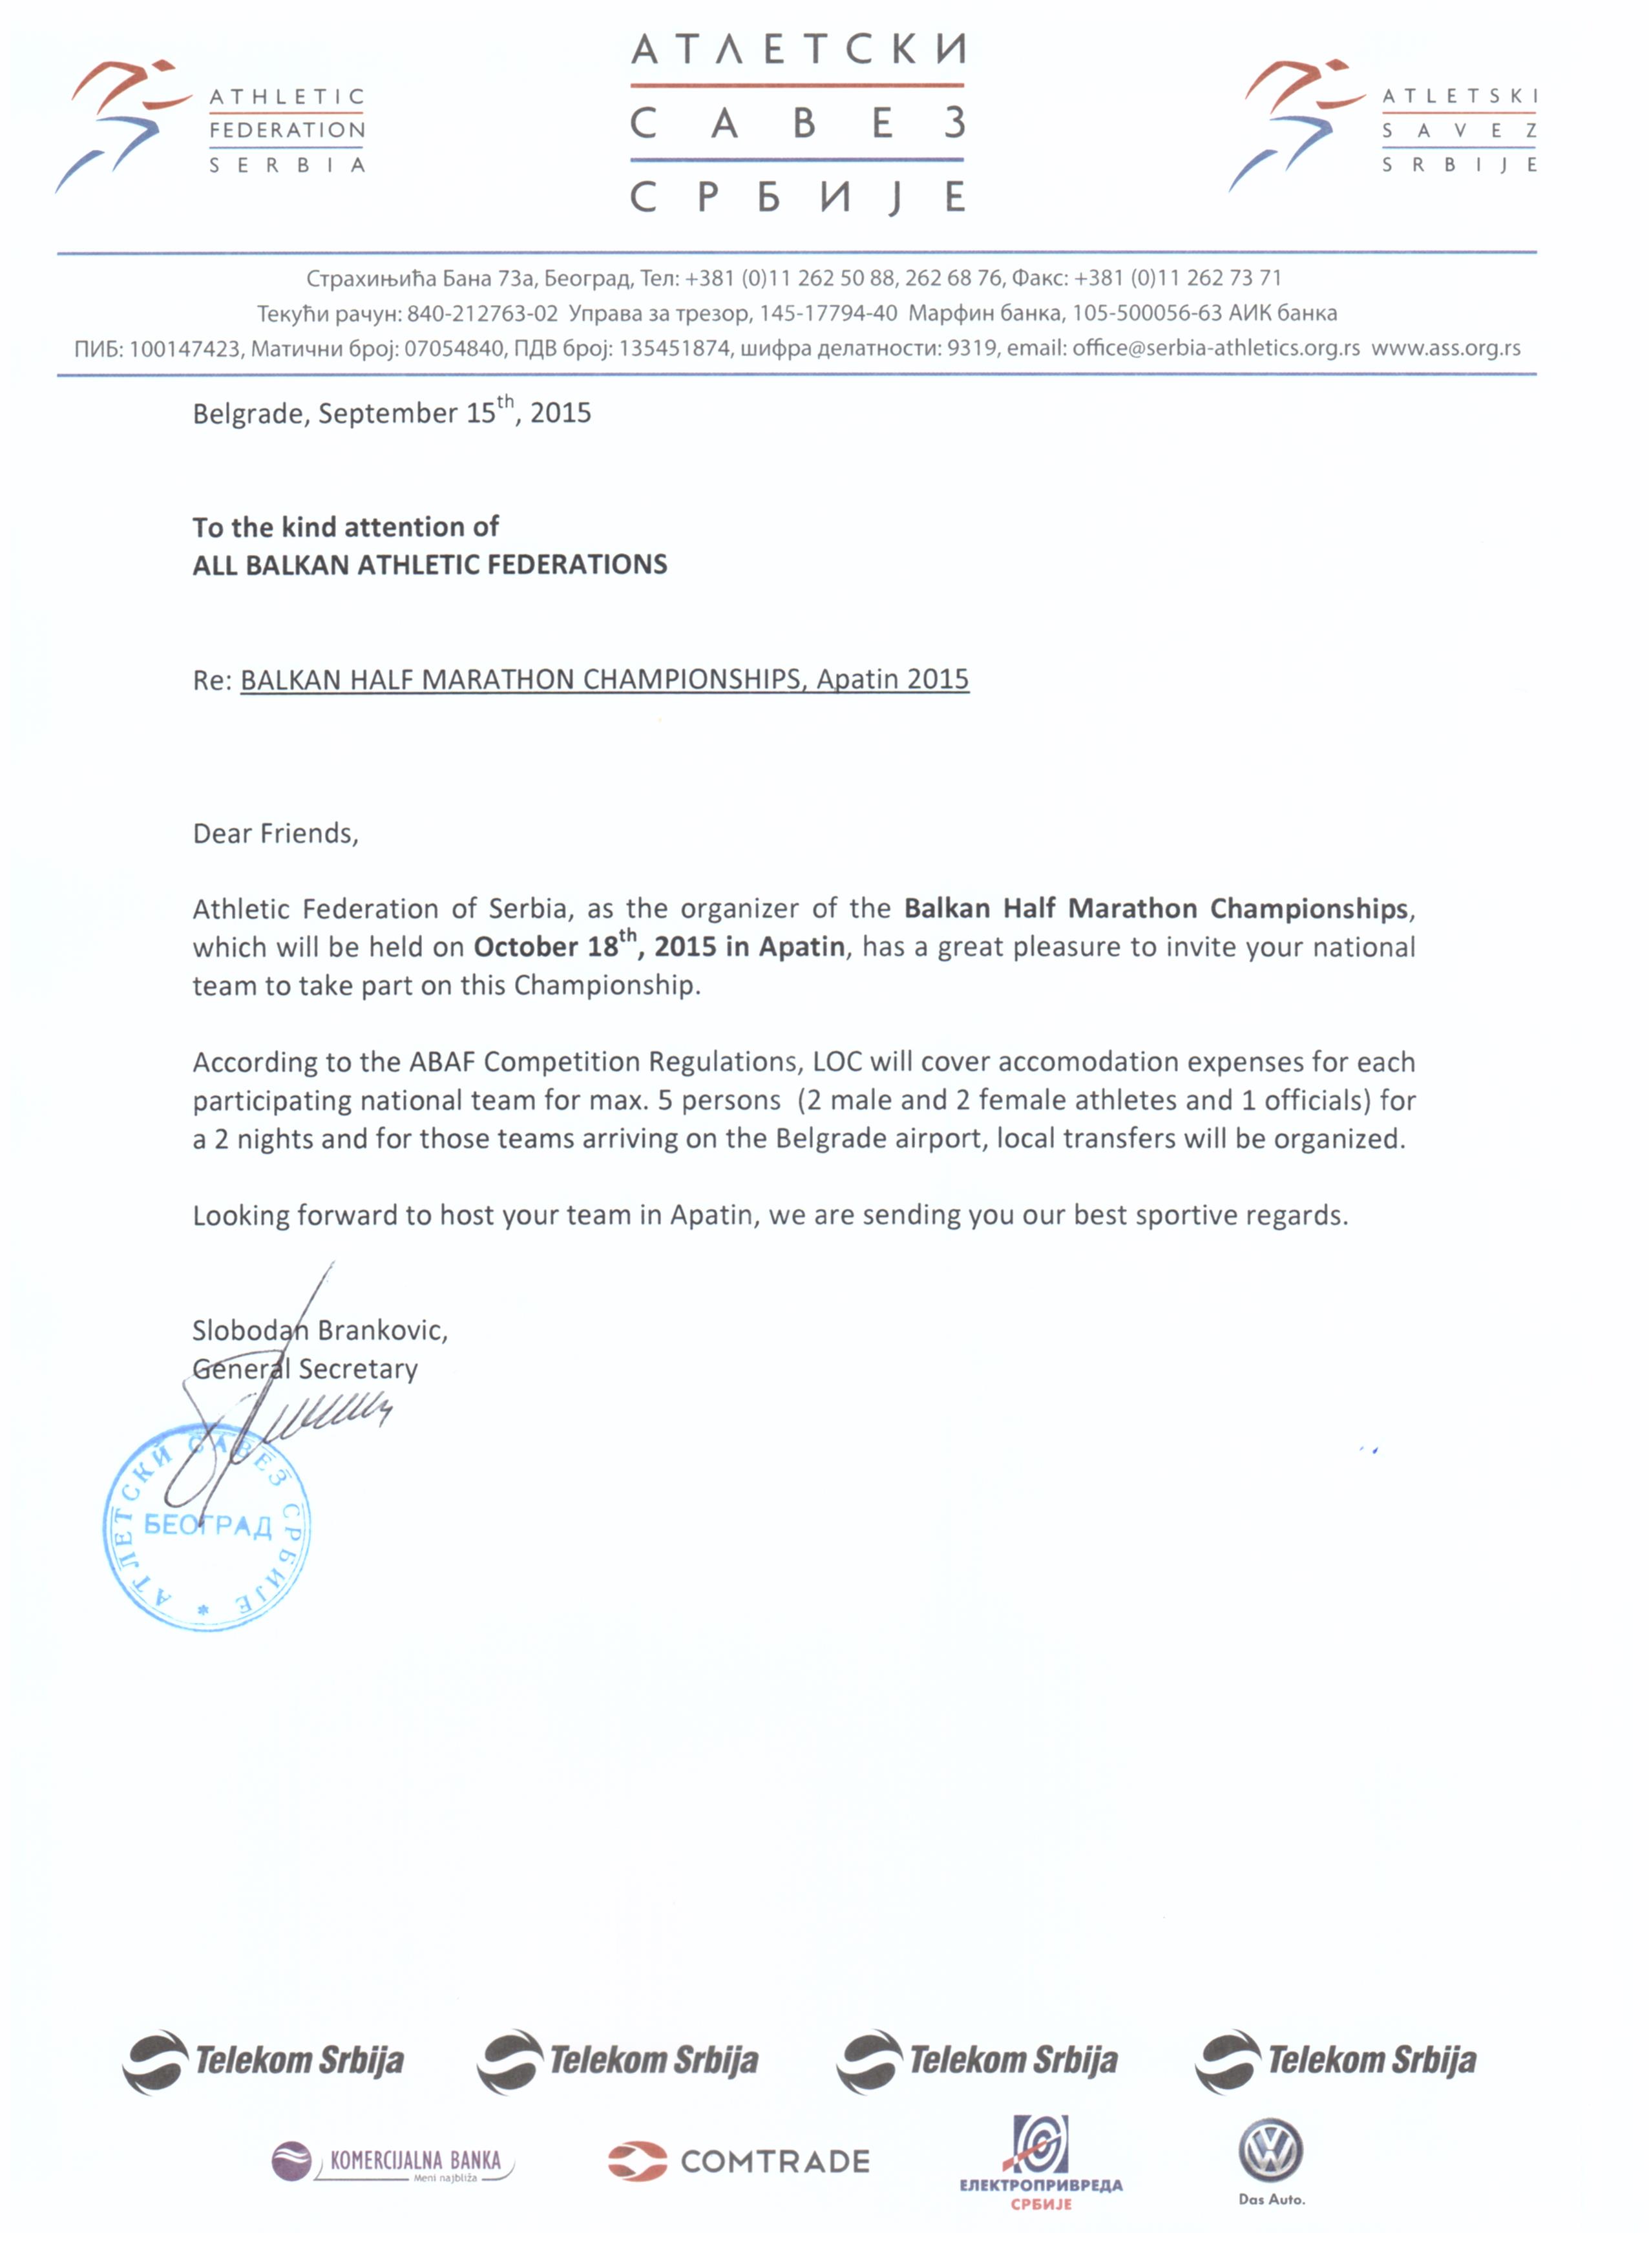 ATHLETIC
FEDERATION
SERBIA
АТЛЕТСКИ
САВЕЗ
СРБИЈЕ
ATLETSKI
SAVEZ
SRBIJE
Страхињића Бана 73а, Београд, Тел: +381 (0)11 262 50 88, 262 68 76, Факс: +381 (0)11 262 73 71
Текући рачун: 840-212763-02 Управа за трезор, 145-17794-40 Марфин банка, 105-500056-63 АИК банка
ПИБ: 100147423, Матични број: 07054840, ПДВ број: 135451874, шифра делатности: 9319, email: office@serbia-athletics.org.rs www.ass.org.rs
Belgrade, September 15th, 2015
To the kind attention of
ALL BALKAN ATHLETIC FEDERATIONS
Re: BALKAN HALF MARATHON CHAMPIONSHIPS, Apatin 2015
Dear Friends,
Athletic Federation of Serbia, as the organizer of the Balkan Half Marathon Championships,
which will be held on October 18th, 2015 in Apatin, has a great pleasure to invite your national
team to take part on this Championship.
According to the ABAF Competition Regulations, LOC will cover accomodation expenses for each
participating national team for max. 5 persons (2 male and 2 female athletes and 1 officials) for
a 2 nights and for those teams arriving on the Belgrade airport, local transfers will be organized.
Looking forward to host your team in Apatin, we are sending you our best sportive regards.
Slobodan Brankovic,
General Secretary
АТЛЕТСКИ САВЕЗ СРБИЈЕ *
БЕОГРАД
Telekom Srbija Telekom Srbija Telekom Srbija Telekom Srbija
KOMERCIJALNA BANKA
Meni najbliža
COMTRADE
ЕЛЕКТРОПРИВРЕДА
СРБИЈЕ
Das Auto.